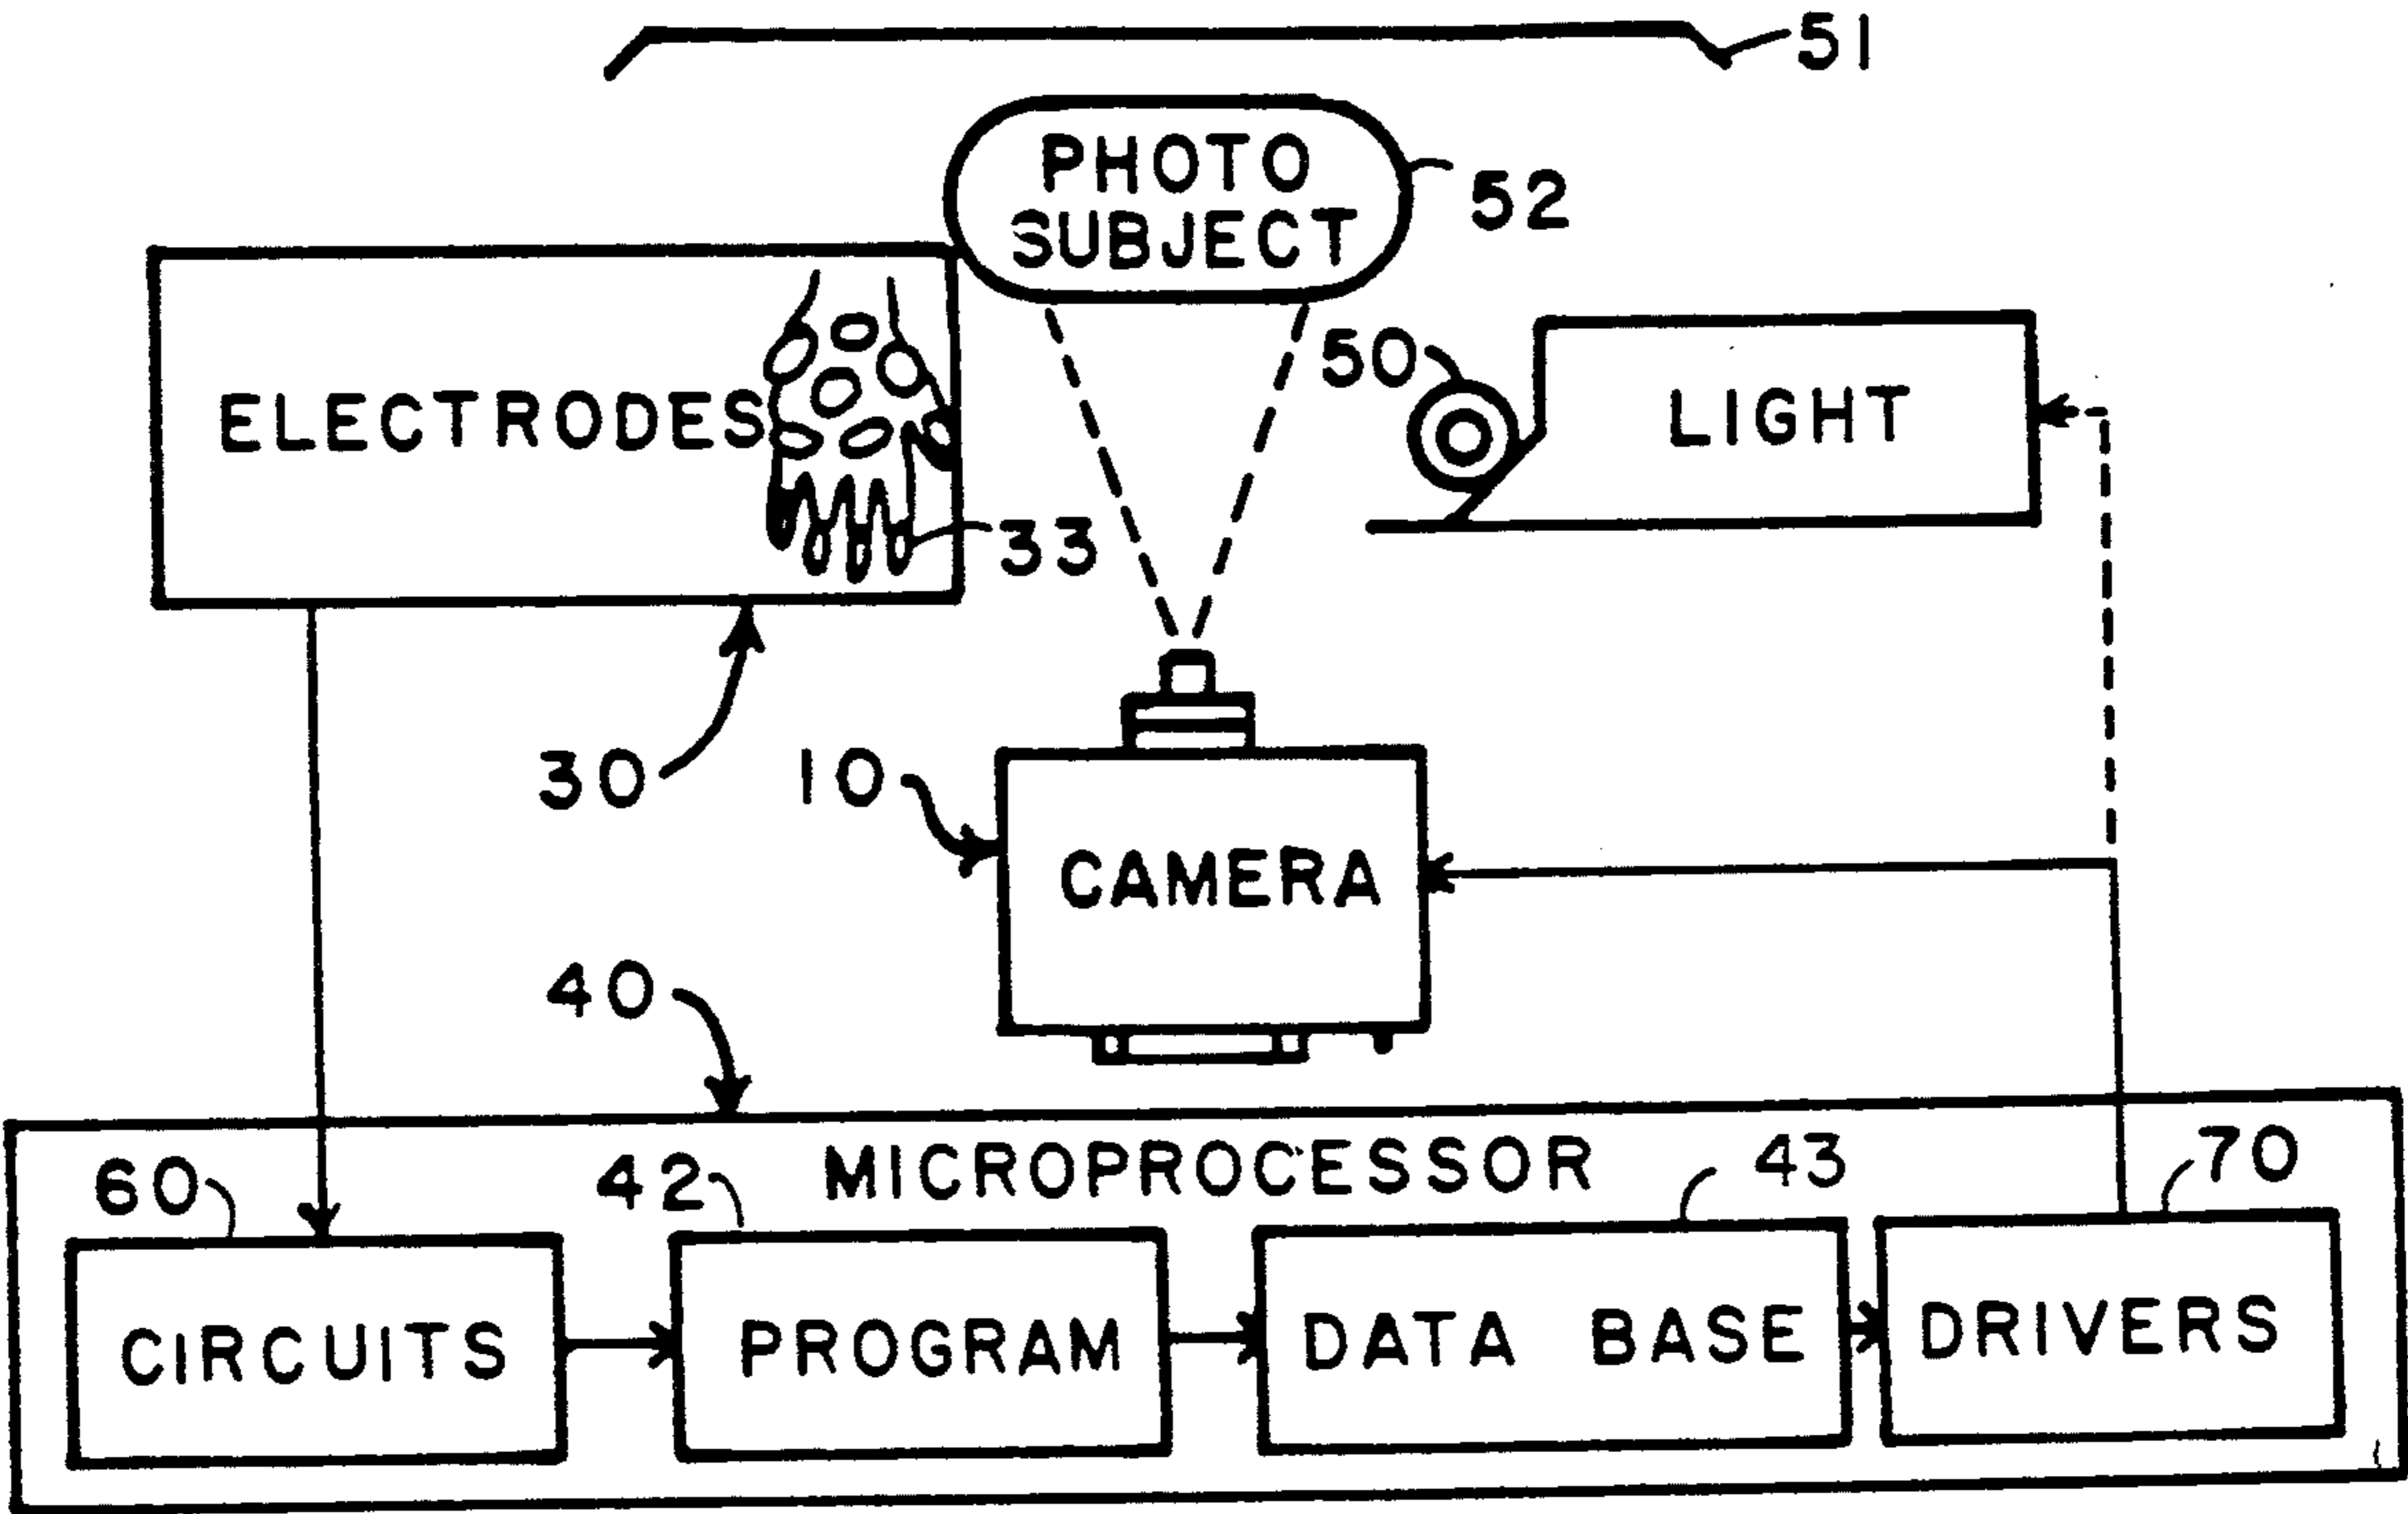 51
PHOTO
SUBJECT
52
50
ELECTRODES
LIGHT
33
30
10
CAMERA
40
MICROPROCESSOR
60
42
43
70
CIRCUITS
PROGRAM
DATA BASE
DRIVERS